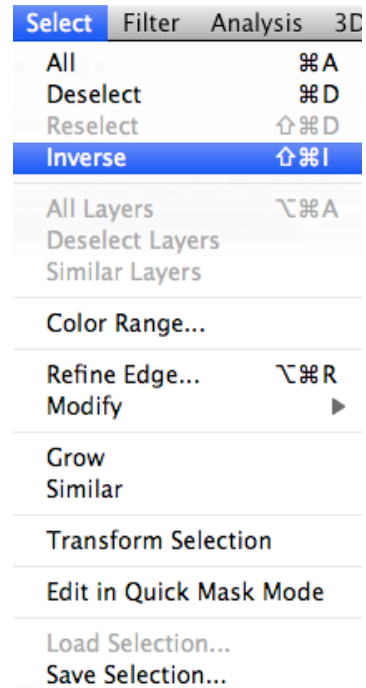 Select Filter Analysis 3D
All ⌘A
Deselect ⌘D
Reselect ⇧⌘D
Inverse ⇧⌘I
All Layers ⌥⌘A
Deselect Layers
Similar Layers
Color Range...
Refine Edge... ⌥⌘R
Modify ▶
Grow
Similar
Transform Selection
Edit in Quick Mask Mode
Load Selection...
Save Selection...